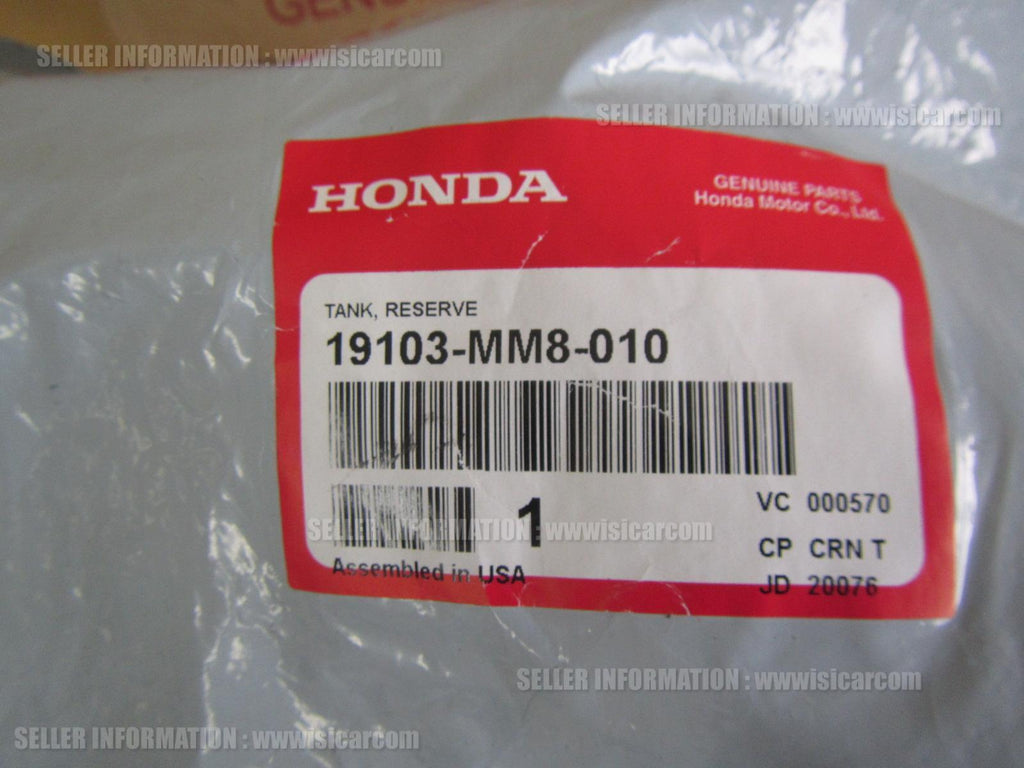 GENU
SELLER INFORMATION : wwwisicarcom
SELLER INFORMATION : wwwisicarcom
HONDA
GENUINE PARTS
Honda Motor Co., Ltd.
TANK, RESERVE
19103-MM8-010
1
VC 000570
SELLER INFORMATION : wwwisicarcom
CP CRN T
Assembled in USA
JD 20076
SELLER INFORMATION : wwwisicarcom
SELLER INFORMATION : wwwisicarcom